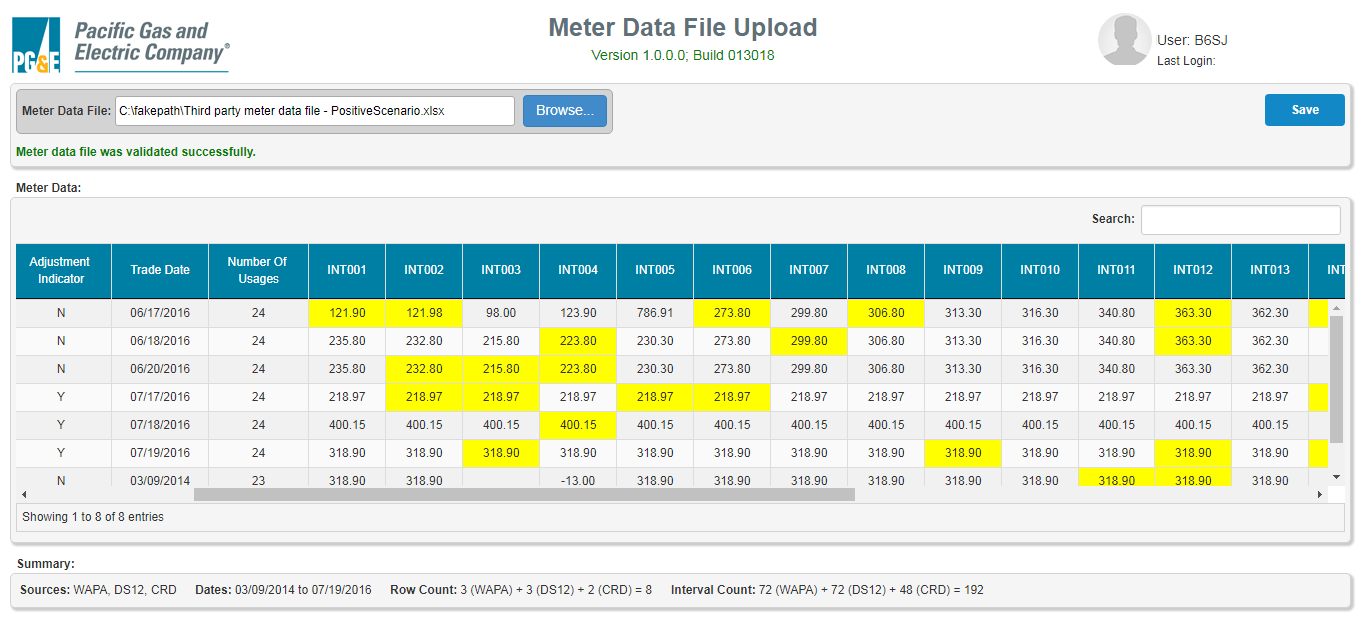 Pacific Gas and
Electric Company®
PG&E
Meter Data File Upload
Version 1.0.0.0; Build 013018
User: B6SJ
Last Login:
Meter Data File: C:\fakepath\Third party meter data file - PositiveScenario.xlsx Browse... Save
Meter data file was validated successfully.
Meter Data:
Search:
Adjustment Indicator Trade Date Number Of Usages INT001 INT002 INT003 INT004 INT005 INT006 INT007 INT008 INT009 INT010 INT011 INT012 INT013 INT
N 06/17/2016 24 121.90 121.98 98.00 123.90 786.91 273.80 299.80 306.80 313.30 316.30 340.80 363.30 362.30
N 06/18/2016 24 235.80 232.80 215.80 223.80 230.30 273.80 299.80 306.80 313.30 316.30 340.80 363.30 362.30
N 06/20/2016 24 235.80 232.80 215.80 223.80 230.30 273.80 299.80 306.80 313.30 316.30 340.80 363.30 362.30
Y 07/17/2016 24 218.97 218.97 218.97 218.97 218.97 218.97 218.97 218.97 218.97 218.97 218.97 218.97 218.97
Y 07/18/2016 24 400.15 400.15 400.15 400.15 400.15 400.15 400.15 400.15 400.15 400.15 400.15 400.15 400.15
Y 07/19/2016 24 318.90 318.90 318.90 318.90 318.90 318.90 318.90 318.90 318.90 318.90 318.90 318.90 318.90
N 03/09/2014 23 318.90 318.90 -13.00 318.90 318.90 318.90 318.90 318.90 318.90 318.90 318.90 318.90
Showing 1 to 8 of 8 entries
Summary:
Sources: WAPA, DS12, CRD Dates: 03/09/2014 to 07/19/2016 Row Count: 3 (WAPA) + 3 (DS12) + 2 (CRD) = 8 Interval Count: 72 (WAPA) + 72 (DS12) + 48 (CRD) = 192